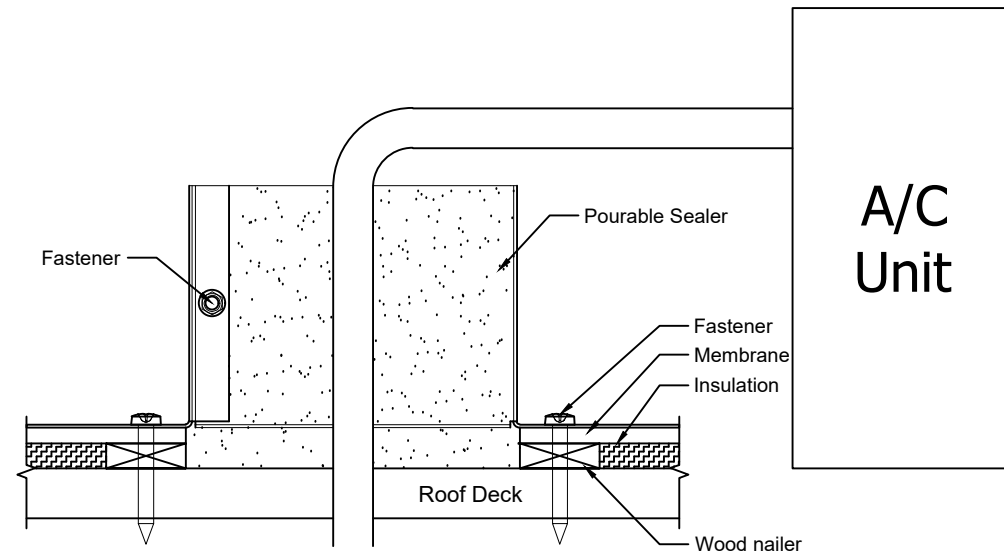 A/C
Unit
Pourable Sealer
Fastener
Fastener
Membrane
Insulation
Roof Deck
Wood nailer